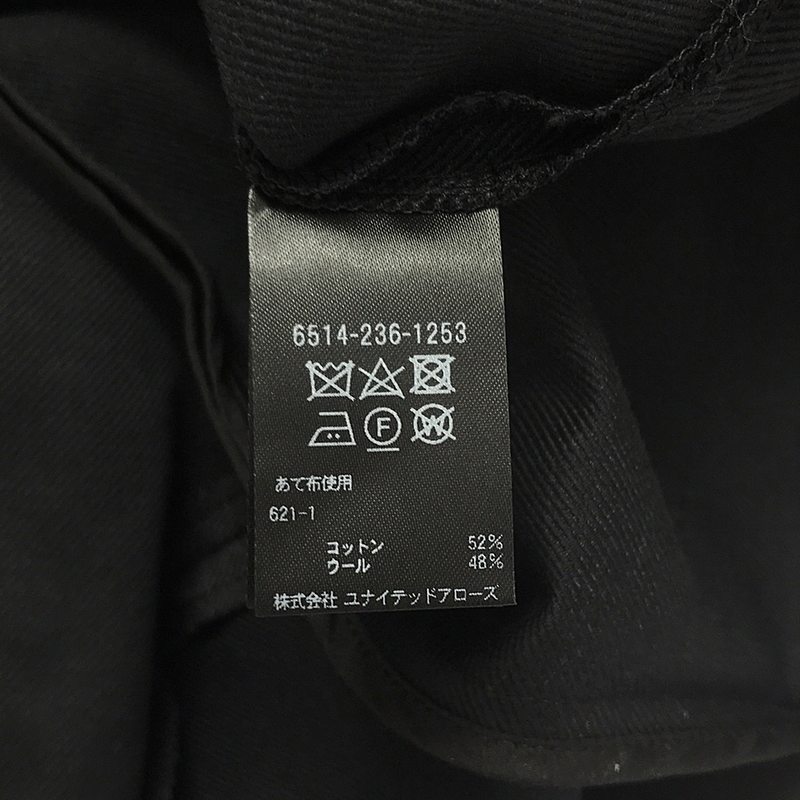 6514-236-1253
F W
あて布使用
621-1
コットン 52%
ウール 48%
株式会社 ユナイテッドアローズ